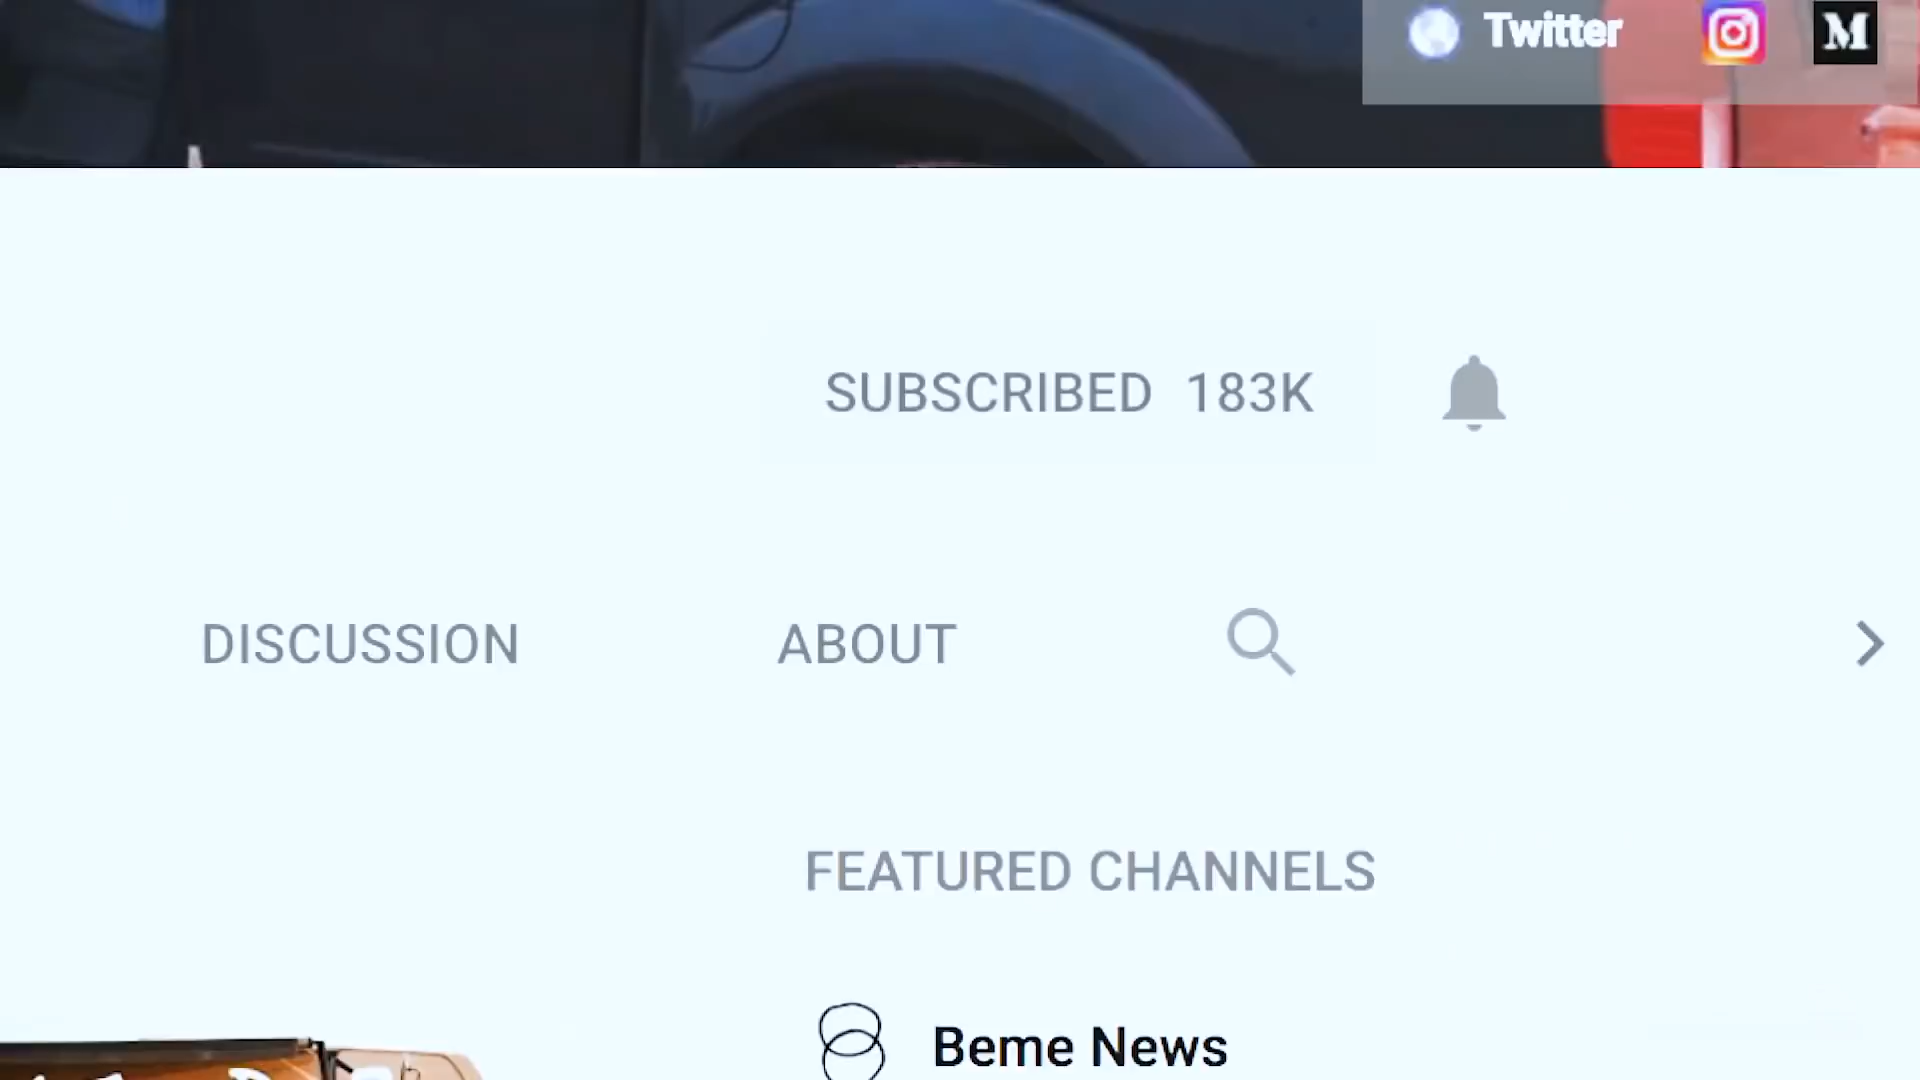 Twitter M
SUBSCRIBED 183K
DISCUSSION ABOUT
FEATURED CHANNELS
Beme News